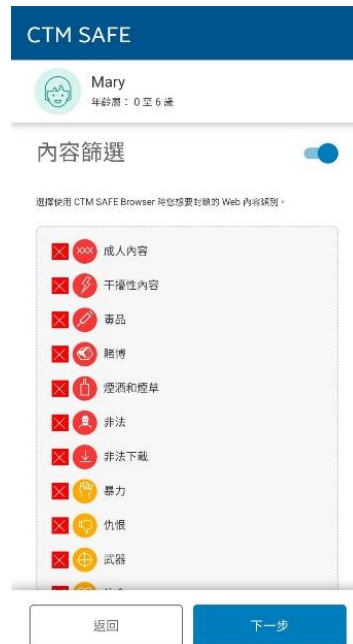 CTM SAFE
Mary
年齡層：0 至 6 歲
內容篩選
選擇使用 CTM SAFE Browser 時您想要封鎖的 Web 內容類別。
成人內容
干擾性內容
毒品
賭博
煙酒和煙草
非法
非法下載
暴力
仇恨
武器
返回
下一步